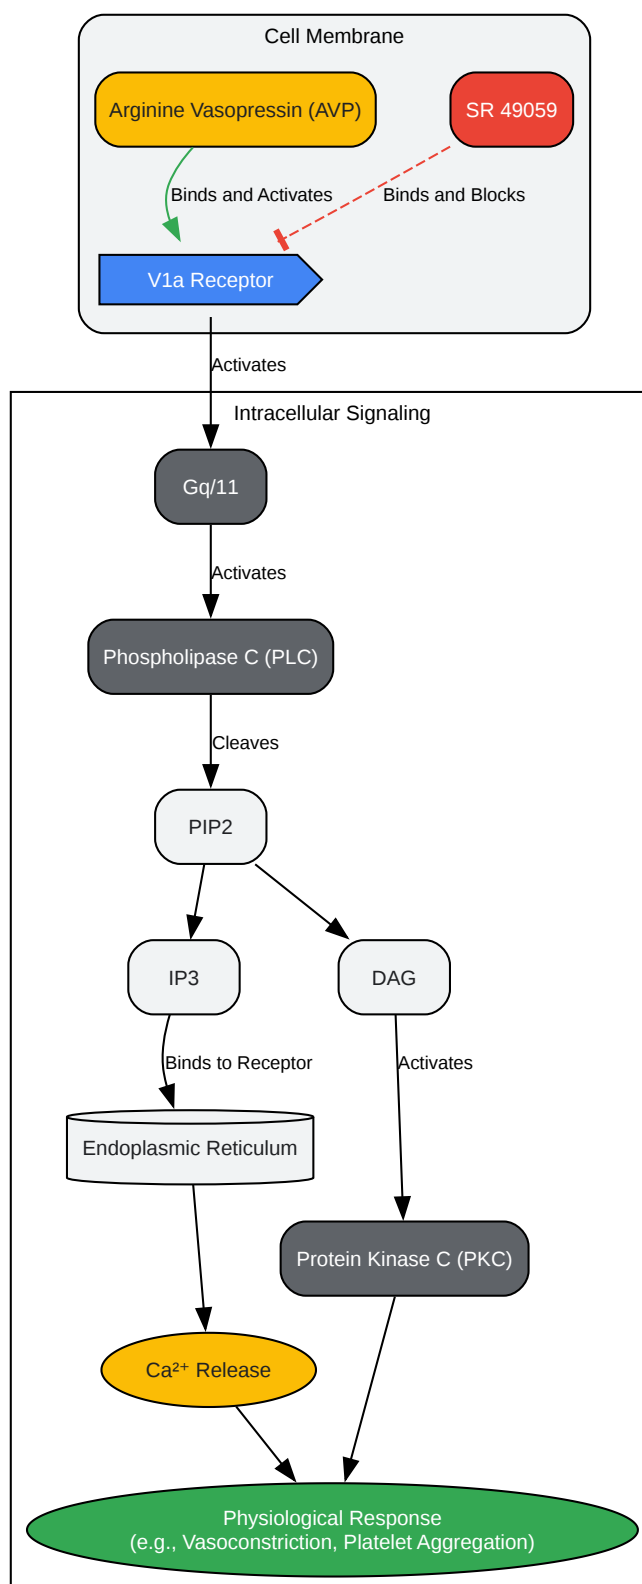 Cell Membrane
Arginine Vasopressin (AVP)
SR 49059
Binds and Activates
Binds and Blocks
V1a Receptor
Activates
Intracellular Signaling
Gq/11
Activates
Phospholipase C (PLC)
Cleaves
PIP2
IP3
DAG
Binds to Receptor
Activates
Endoplasmic Reticulum
Protein Kinase C (PKC)
Ca²⁺ Release
Physiological Response
(e.g., Vasoconstriction, Platelet Aggregation)